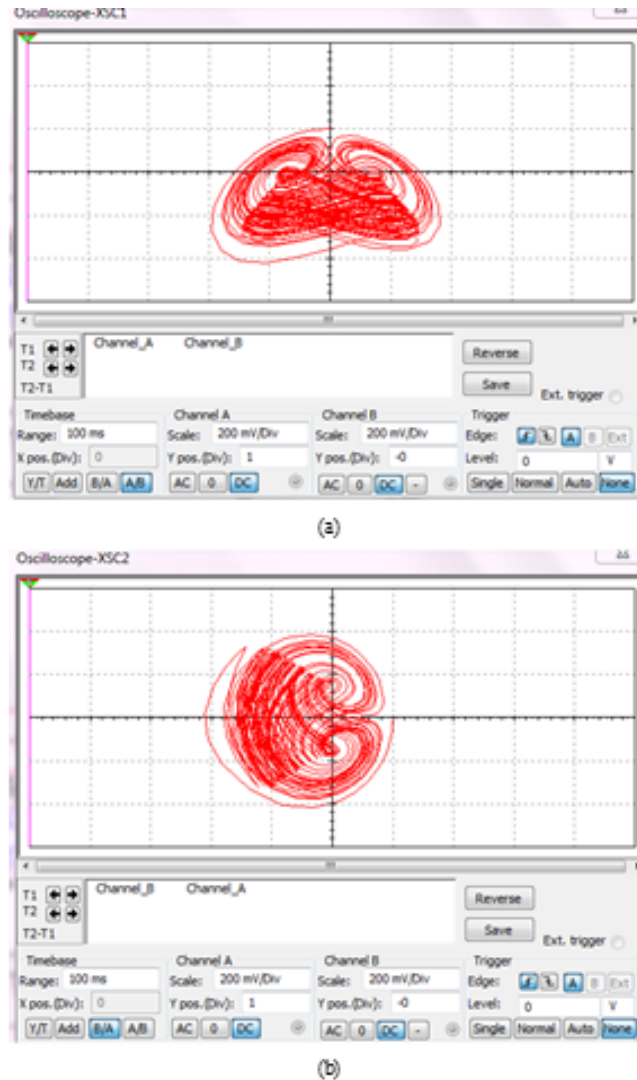 Oscilloscope-XSC1
T1
T2
T2-T1
Channel_A Channel_B
Reverse
Save
Ext. trigger
Timebase
Range: 100 ms
X pos.(Div): 0
Y/T Add B/A A/B
Channel A
Scale: 200 mV/Div
Y pos.(Div): 1
AC 0 DC
Channel B
Scale: 200 mV/Div
Y pos.(Div): -0
AC 0 DC -
Trigger
Edge: A B Ext
Level: 0 V
Single Normal Auto None
(a)
Oscilloscope-XSC2
T1
T2
T2-T1
Channel_B Channel_A
Reverse
Save
Ext. trigger
Timebase
Range: 100 ms
X pos.(Div): 0
Y/T Add B/A A/B
Channel A
Scale: 200 mV/Div
Y pos.(Div): 1
AC 0 DC
Channel B
Scale: 200 mV/Div
Y pos.(Div): -0
AC 0 DC -
Trigger
Edge: A B Ext
Level: 0 V
Single Normal Auto None
(b)